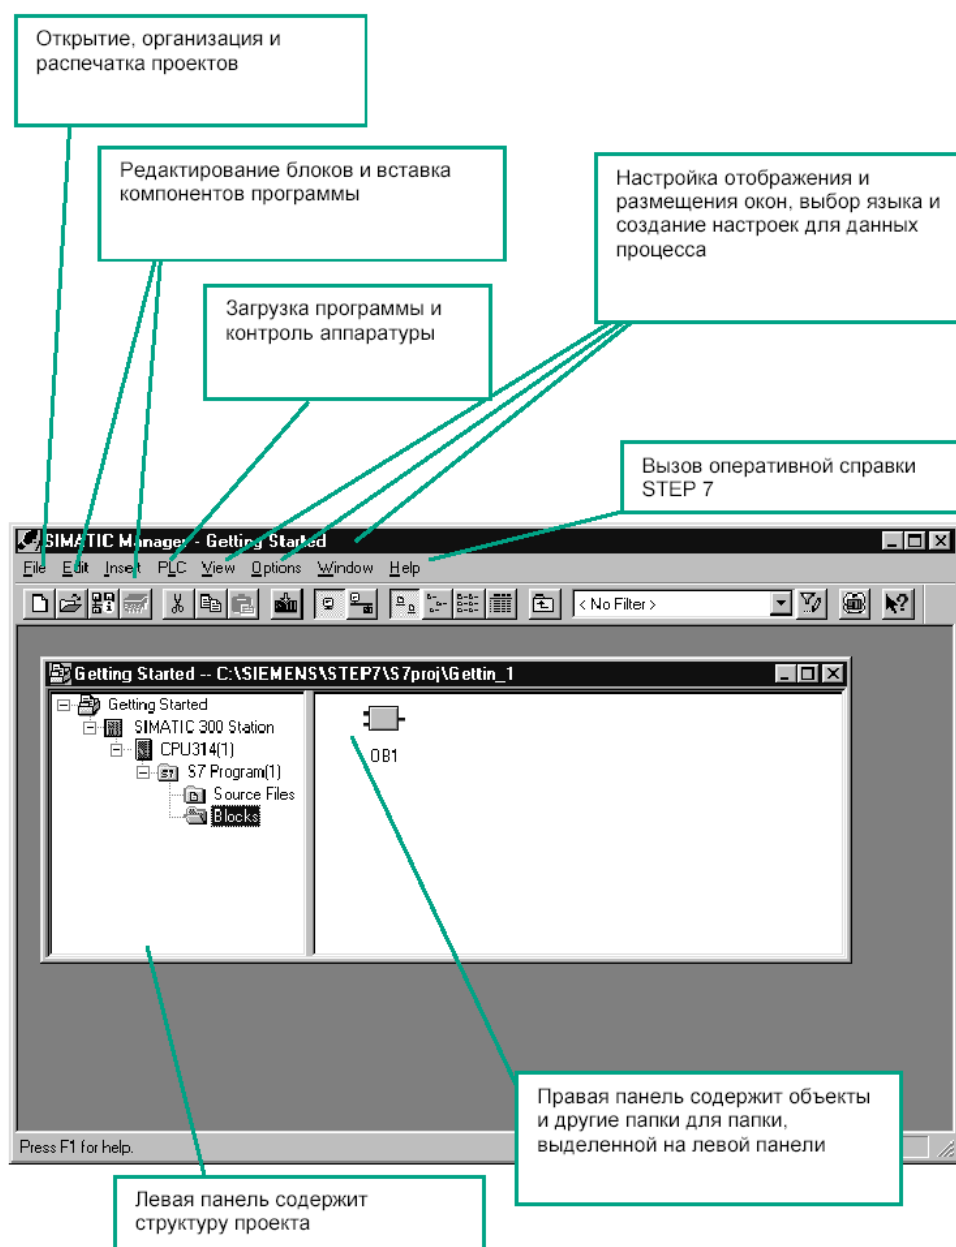 Открытие, организация и
распечатка проектов
Редактирование блоков и вставка
компонентов программы
Настройка отображения и
размещения окон, выбор языка и
создание настроек для данных
процесса
Загрузка программы и
контроль аппаратуры
Вызов оперативной справки
STEP 7
SIMATIC Manager - Getting Started
File Edit Insert PLC View Options Window Help
< No Filter >
Getting Started -- C:\SIEMENS\STEP7\S7proj\Gettin_1
Getting Started
SIMATIC 300 Station
CPU314(1)
S7 Program(1)
Source Files
Blocks
OB1
Правая панель содержит объекты
и другие папки для папки,
выделенной на левой панели
Press F1 for help.
Левая панель содержит
структуру проекта